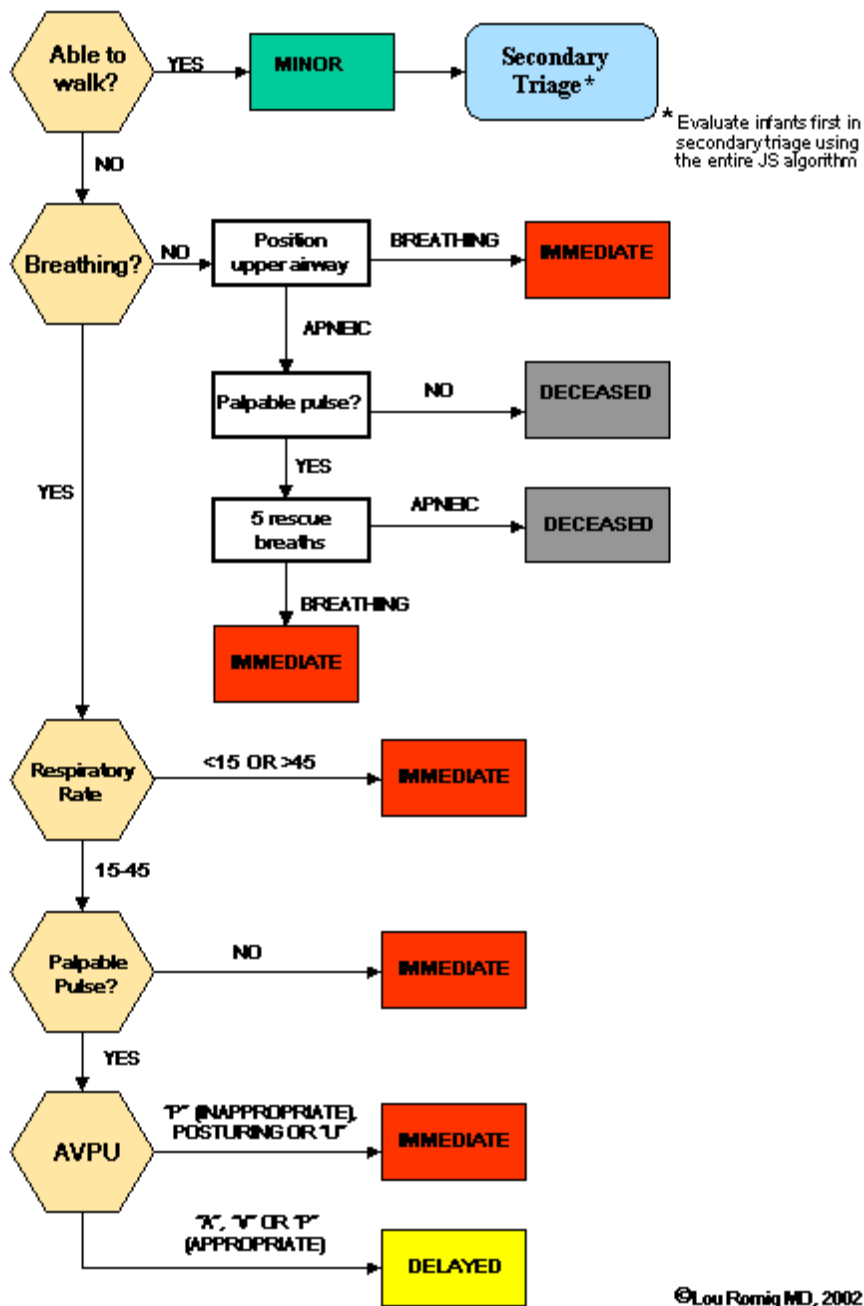 Able to
walk?
YES
MINOR
Secondary
Triage*
* Evaluate infants first in
secondary triage using
the entire JS algorithm
NO
Breathing?
NO
Position
upper airway
BREATHING
IMMEDIATE
APNEIC
Palpable pulse?
NO
DECEASED
YES
YES
5 rescue
breaths
APNEIC
DECEASED
BREATHING
IMMEDIATE
Respiratory
Rate
<15 OR >45
IMMEDIATE
15-45
Palpable
Pulse?
NO
IMMEDIATE
YES
AVPU
"P" (INAPPROPRIATE),
POSTURING OR "U"
IMMEDIATE
"A", "V" OR "P"
(APPROPRIATE)
DELAYED
©Lou Romig MD, 2002